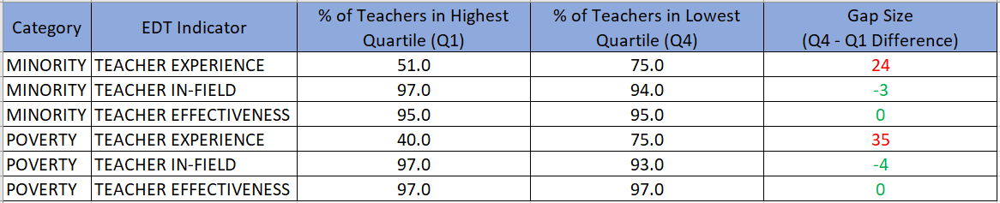 Category EDT Indicator % of Teachers in Highest Quartile (Q1) % of Teachers in Lowest Quartile (Q4) Gap Size (Q4 - Q1 Difference)
MINORITY TEACHER EXPERIENCE 51.0 75.0 24
MINORITY TEACHER IN-FIELD 97.0 94.0 -3
MINORITY TEACHER EFFECTIVENESS 95.0 95.0 0
POVERTY TEACHER EXPERIENCE 40.0 75.0 35
POVERTY TEACHER IN-FIELD 97.0 93.0 -4
POVERTY TEACHER EFFECTIVENESS 97.0 97.0 0